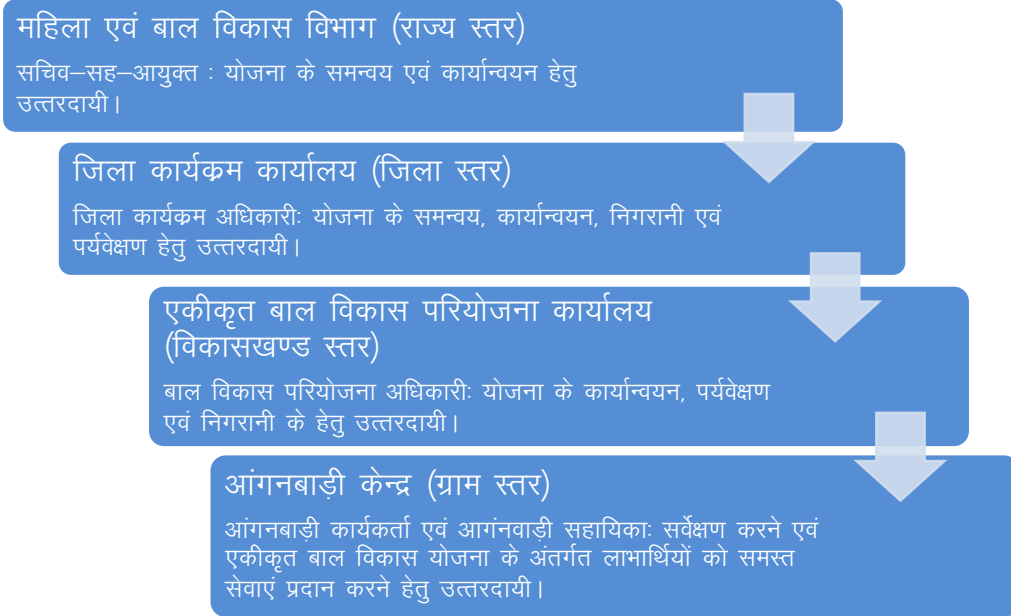 महिला एवं बाल विकास विभाग (राज्य स्तर)
सचिव–सह–आयुक्त : योजना के समन्वय एवं कार्यान्वयन हेतु
उत्तरदायी।
जिला कार्यक्रम कार्यालय (जिला स्तर)
जिला कार्यक्रम अधिकारीः योजना के समन्वय, कार्यान्वयन, निगरानी एवं
पर्यवेक्षण हेतु उत्तरदायी।
एकीकृत बाल विकास परियोजना कार्यालय
(विकासखण्ड स्तर)
बाल विकास परियोजना अधिकारीः योजना के कार्यान्वयन, पर्यवेक्षण
एवं निगरानी के हेतु उत्तरदायी।
आंगनबाड़ी केन्द्र (ग्राम स्तर)
आंगनबाड़ी कार्यकर्ता एवं आगंनवाड़ी सहायिकाः सर्वेक्षण करने एवं
एकीकृत बाल विकास योजना के अंतर्गत लाभार्थियों को समस्त
सेवाएं प्रदान करने हेतु उत्तरदायी।